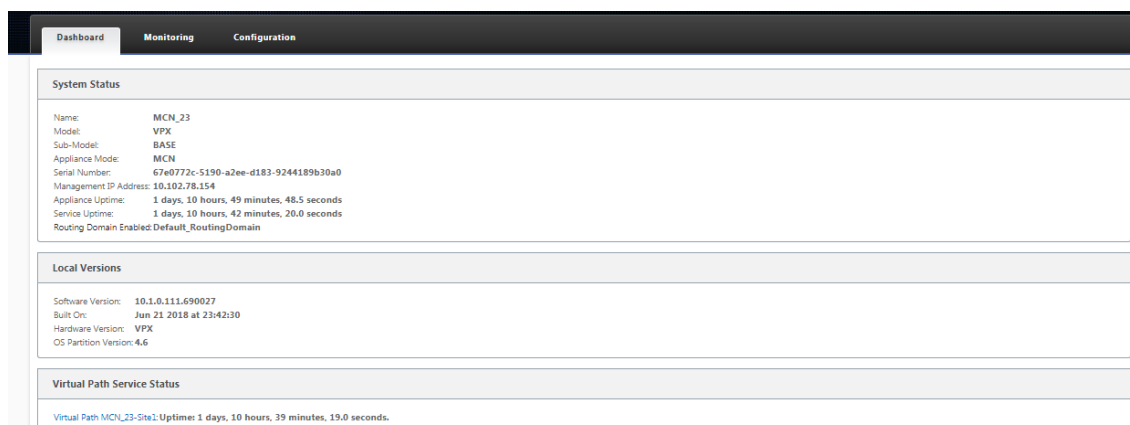 Dashboard Monitoring Configuration
System Status
Name: MCN_23
Model: VPX
Sub-Model: BASE
Appliance Mode: MCN
Serial Number: 67e0772c-5190-a2ee-d183-9244189b30a0
Management IP Address: 10.102.78.154
Appliance Uptime: 1 days, 10 hours, 49 minutes, 48.5 seconds
Service Uptime: 1 days, 10 hours, 42 minutes, 20.0 seconds
Routing Domain Enabled: Default_RoutingDomain
Local Versions
Software Version: 10.1.0.111.690027
Built On: Jun 21 2018 at 23:42:30
Hardware Version: VPX
OS Partition Version: 4.6
Virtual Path Service Status
Virtual Path MCN_23-Site1: Uptime: 1 days, 10 hours, 39 minutes, 19.0 seconds.